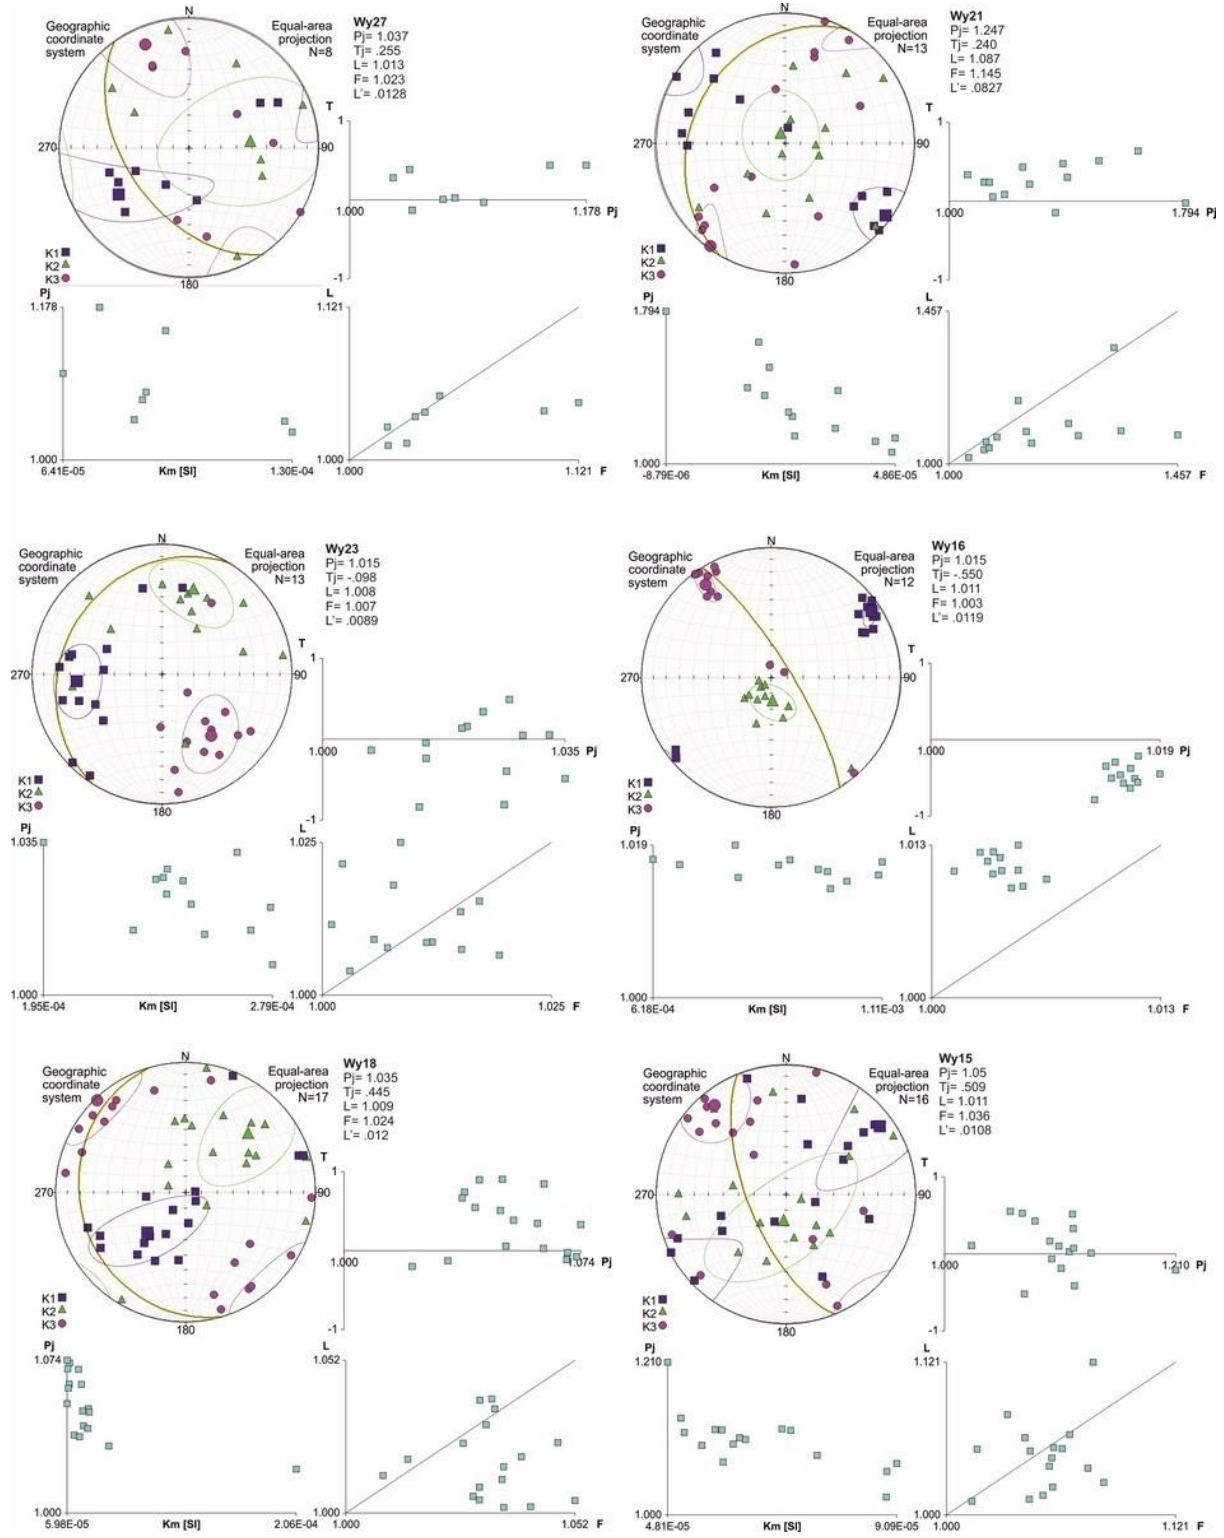 Geographic
coordinate
system
N
Equal-area
projection
N=8
Wy27
Pj= 1.037
Tj= .255
L= 1.013
F= 1.023
L'= .0128
270
90
180
K1
K2
K3
T
1
1.000
1.178
Pj
-1
Pj
1.178
1.000
6.41E-05
Km [SI]
1.30E-04
L
1.121
1.000
1.000
1.121
F
Geographic
coordinate
system
N
Equal-area
projection
N=13
Wy21
Pj= 1.247
Tj= .240
L= 1.087
F= 1.145
L'= .0827
270
90
180
K1
K2
K3
T
1
1.000
1.794
Pj
-1
Pj
1.794
1.000
-8.79E-06
Km [SI]
4.86E-05
L
1.457
1.000
1.000
1.457
F
Geographic
coordinate
system
N
Equal-area
projection
N=13
Wy23
Pj= 1.015
Tj= -.098
L= 1.008
F= 1.007
L'= .0089
270
90
180
K1
K2
K3
T
1
1.000
1.035
Pj
-1
Pj
1.035
1.000
1.95E-04
Km [SI]
2.79E-04
L
1.025
1.000
1.000
1.025
F
Geographic
coordinate
system
N
Equal-area
projection
N=12
Wy16
Pj= 1.015
Tj= -.550
L= 1.011
F= 1.003
L'= .0119
270
90
180
K1
K2
K3
T
1
1.000
1.019
Pj
-1
Pj
1.019
1.000
6.18E-04
Km [SI]
1.11E-03
L
1.013
1.000
1.000
1.013
F
Geographic
coordinate
system
N
Equal-area
projection
N=17
Wy18
Pj= 1.035
Tj= .445
L= 1.009
F= 1.024
L'= .012
270
90
180
K1
K2
K3
T
1
1.000
1.074
Pj
-1
Pj
1.074
1.000
5.98E-05
Km [SI]
2.06E-04
L
1.052
1.000
1.000
1.052
F
Geographic
coordinate
system
N
Equal-area
projection
N=16
Wy15
Pj= 1.05
Tj= .509
L= 1.011
F= 1.036
L'= .0108
270
90
180
K1
K2
K3
T
1
1.000
1.210
Pj
-1
Pj
1.210
1.000
4.81E-05
Km [SI]
9.09E-05
L
1.121
1.000
1.000
1.121
F